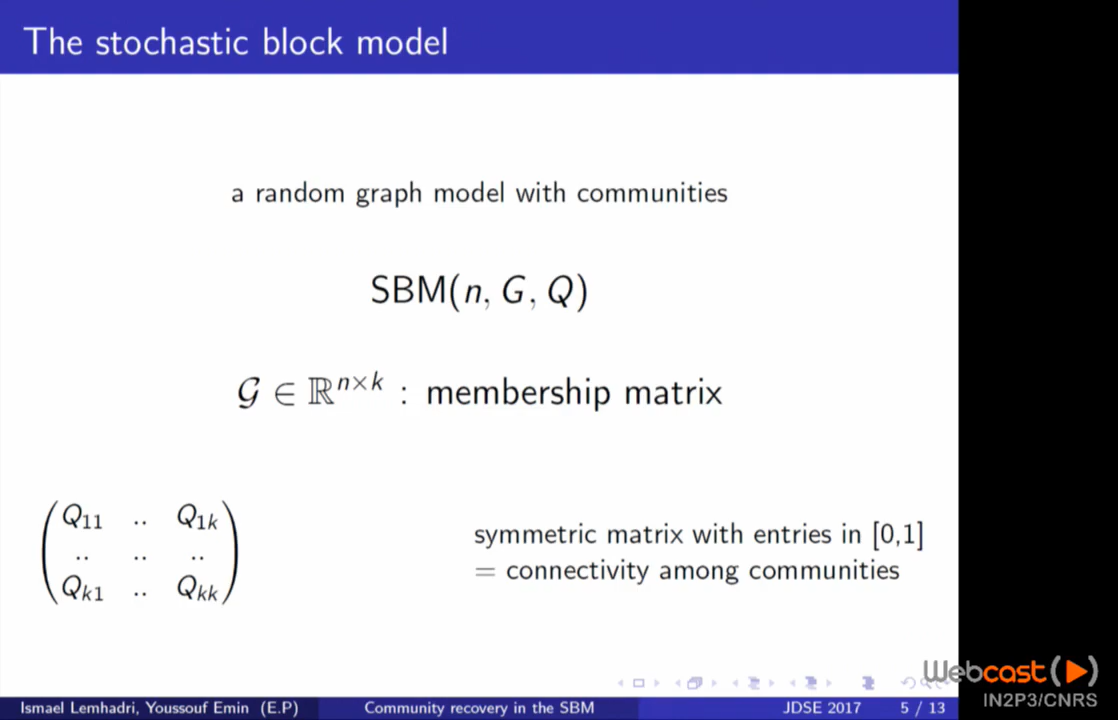 The stochastic block model
a random graph model with communities
SBM(n, G, Q)
𝒢 ∈ ℝⁿˣᵏ : membership matrix
Q₁₁ .. Q₁ₖ
.. .. ..
Qₖ₁ .. Qₖₖ
symmetric matrix with entries in [0,1]
= connectivity among communities
Webcast
IN2P3/CNRS
Ismael Lemhadri, Youssouf Emin (E.P) Community recovery in the SBM JDSE 2017 5 / 13